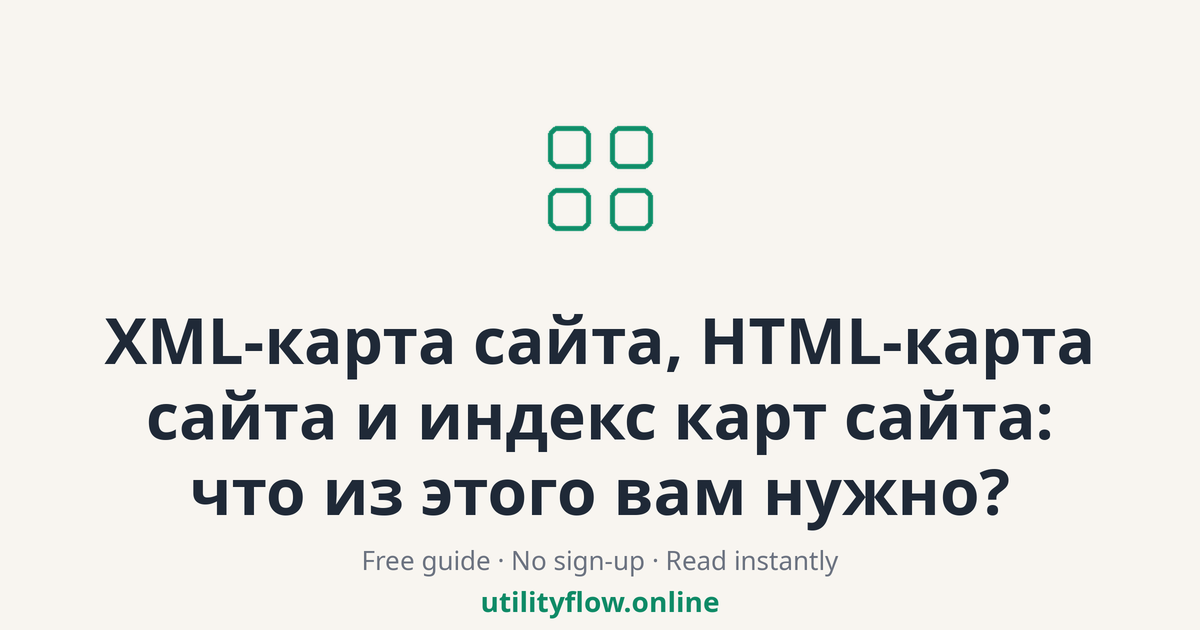 XML-карта сайта, HTML-карта
сайта и индекс карт сайта:
что из этого вам нужно?
Free guide · No sign-up · Read instantly
utilityflow.online